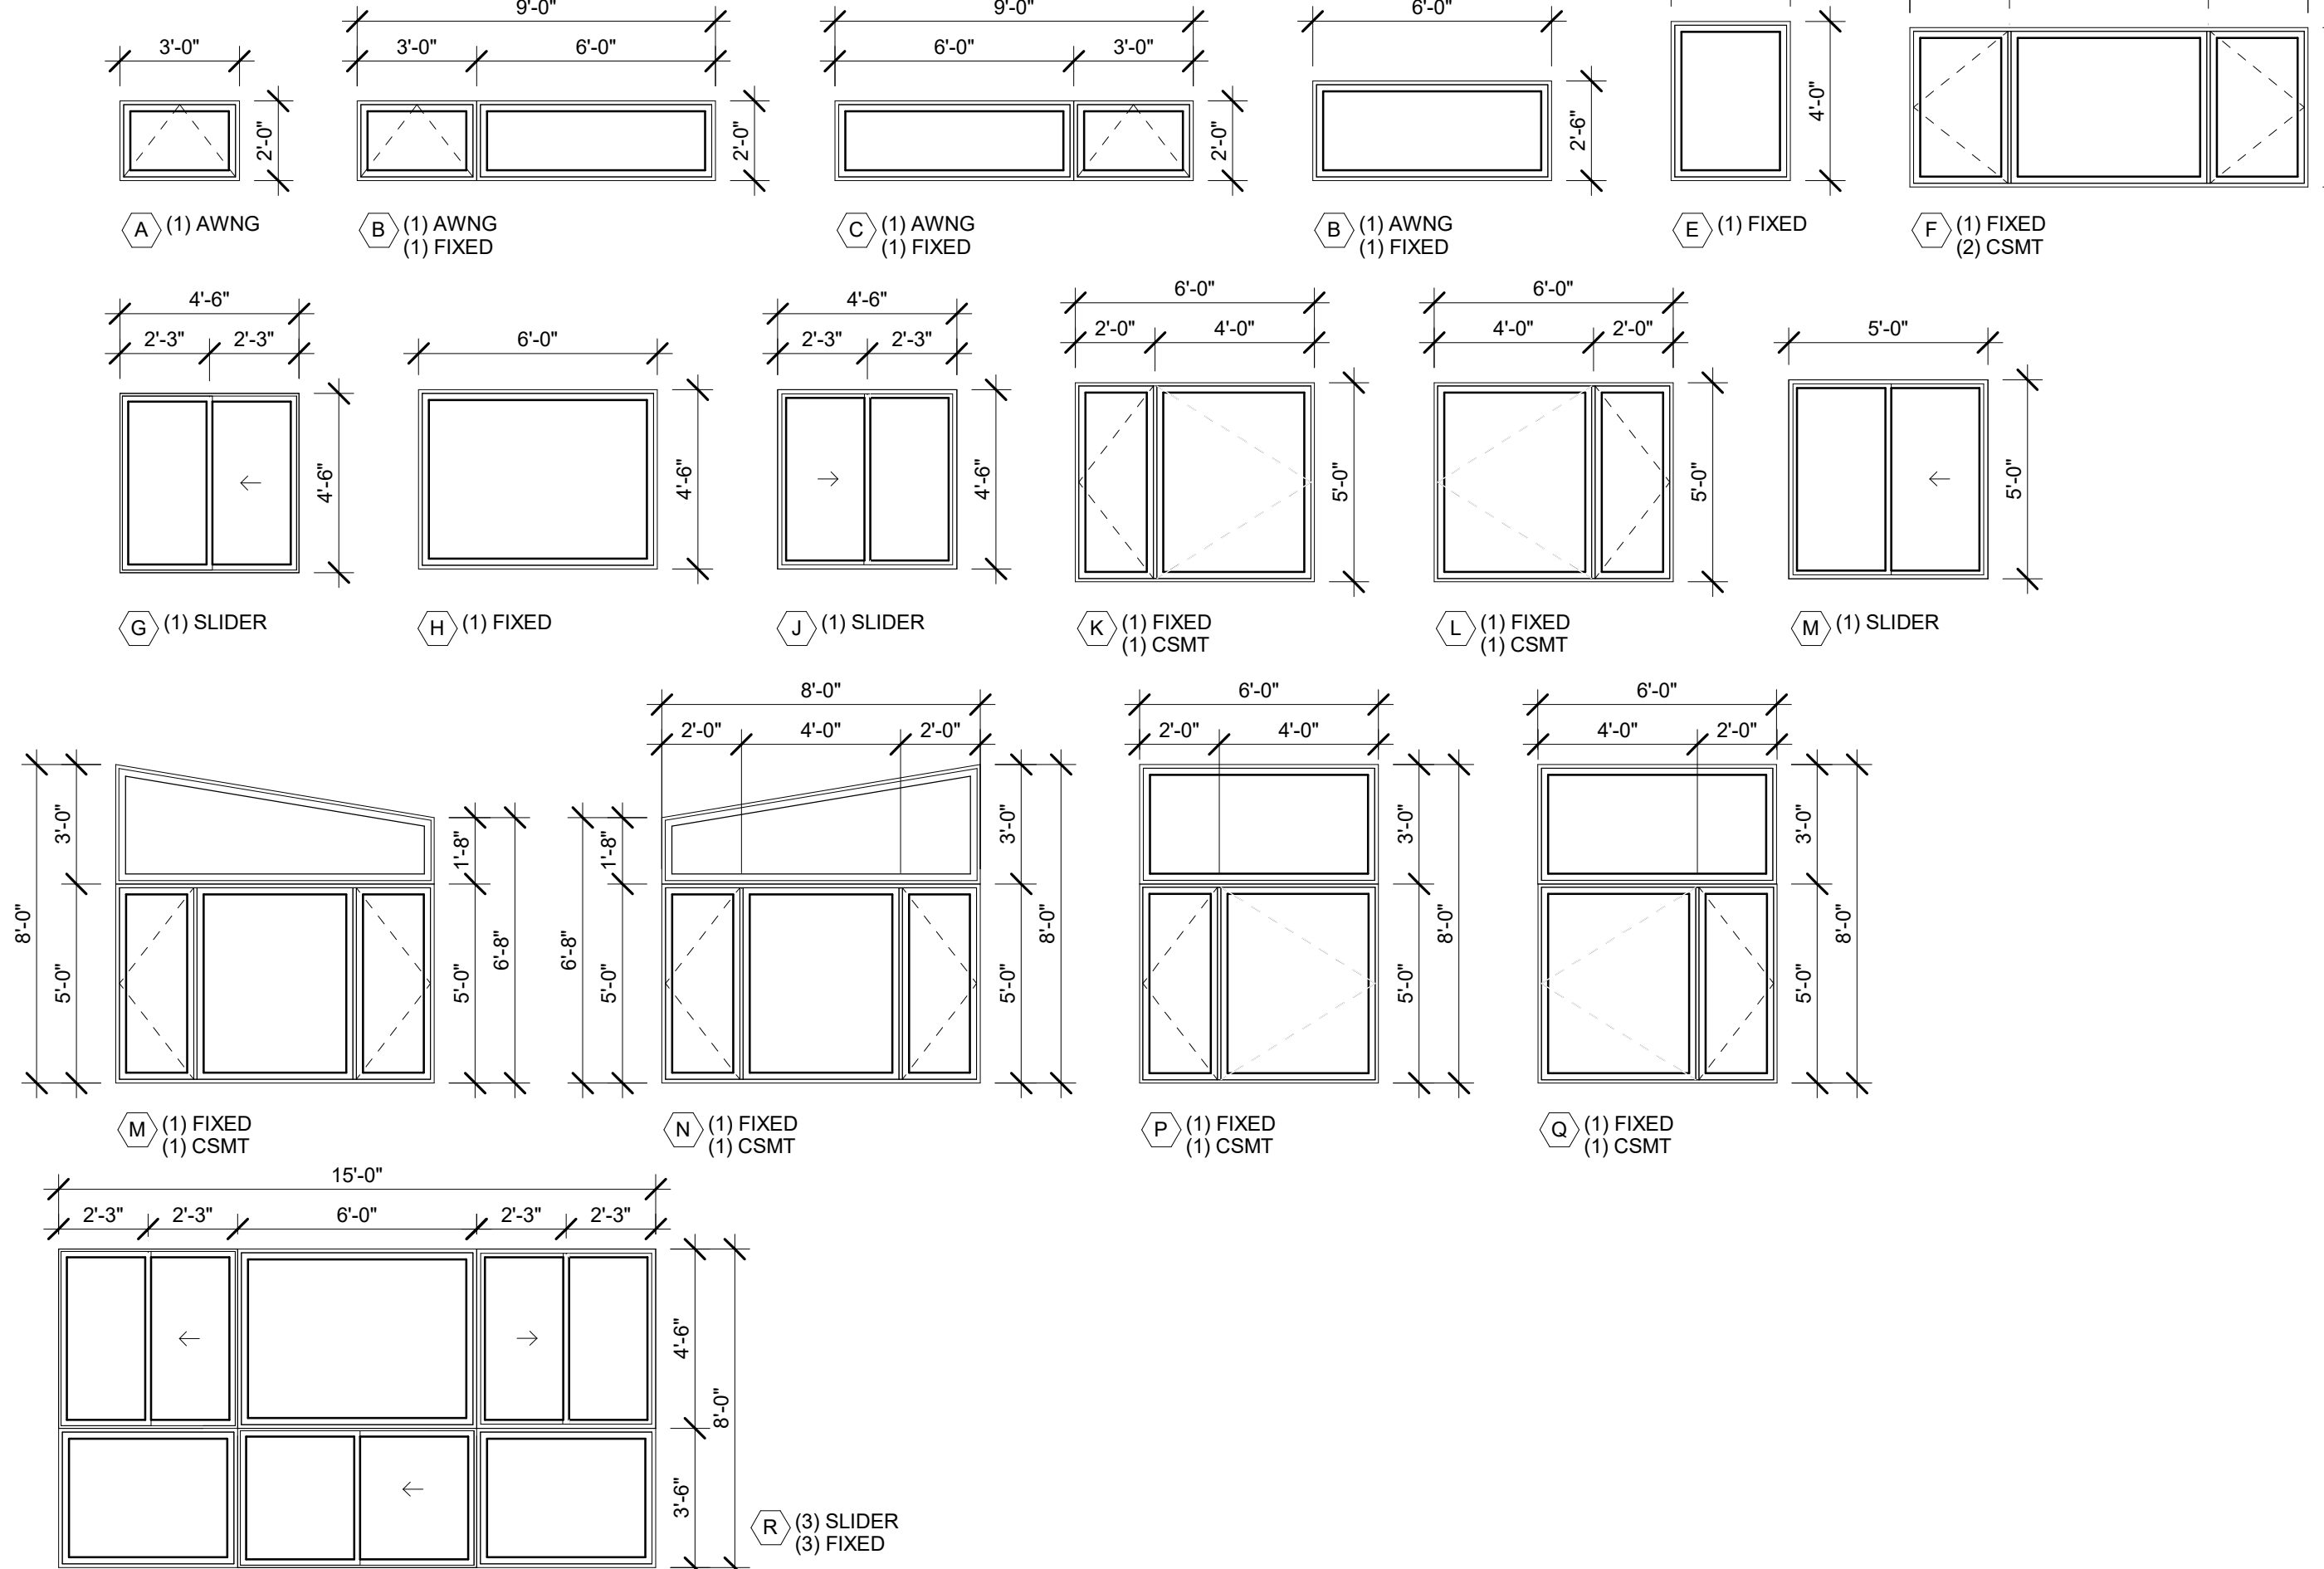 9'-0"
9'-0"
6'-0"
3'-0"
3'-0"
6'-0"
6'-0"
3'-0"
2'-0"
2'-0"
2'-0"
2'-6"
4'-0"
A (1) AWNG
B (1) AWNG
(1) FIXED
C (1) AWNG
(1) FIXED
B (1) AWNG
(1) FIXED
E (1) FIXED
F (1) FIXED
(2) CSMT
4'-6"
2'-3" 2'-3"
4'-6"
6'-0"
4'-6"
4'-6"
2'-3" 2'-3"
4'-6"
6'-0"
2'-0" 4'-0"
5'-0"
6'-0"
4'-0" 2'-0"
5'-0"
5'-0"
5'-0"
G (1) SLIDER
H (1) FIXED
J (1) SLIDER
K (1) FIXED
(1) CSMT
L (1) FIXED
(1) CSMT
M (1) SLIDER
8'-0"
3'-0"
5'-0"
1'-8"
5'-0"
6'-8"
8'-0"
2'-0" 4'-0" 2'-0"
6'-8"
1'-8"
5'-0"
3'-0"
5'-0"
8'-0"
6'-0"
2'-0" 4'-0"
3'-0"
5'-0"
8'-0"
6'-0"
4'-0" 2'-0"
3'-0"
5'-0"
8'-0"
M (1) FIXED
(1) CSMT
N (1) FIXED
(1) CSMT
P (1) FIXED
(1) CSMT
Q (1) FIXED
(1) CSMT
15'-0"
2'-3" 2'-3" 6'-0" 2'-3" 2'-3"
4'-6"
3'-6"
8'-0"
R (3) SLIDER
(3) FIXED